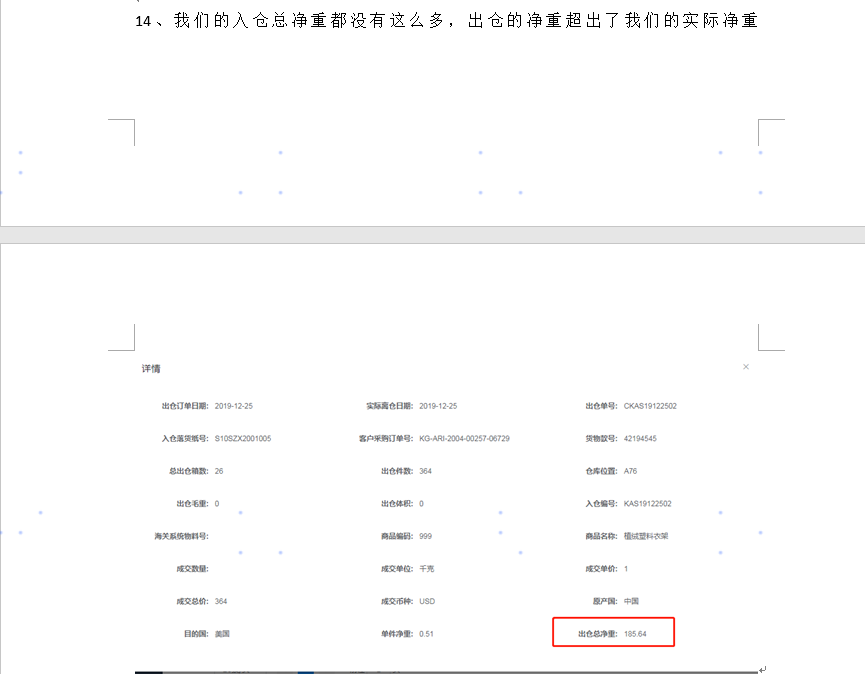 14、我们的入仓总净重都没有这么多，出仓的净重超出了我们的实际净重
详情 ×
出仓订单日期: 2019-12-25 实际离仓日期: 2019-12-25 出仓单号: CKAS19122502
入仓落货纸号: S10SZX2001005 客户采购订单号: KG-ARI-2004-00257-06729 货物款号: 42194545
总出仓箱数: 26 出仓件数: 364 仓库位置: A76
出仓毛重: 0 出仓体积: 0 入仓编号: KAS19122502
海关系统物料号: 商品编码: 999 商品名称: 植绒塑料衣架
成交数量: 成交单位: 千克 成交单价: 1
成交总价: 364 成交币种: USD 原产国: 中国
目的国: 美国 单件净重: 0.51 出仓总净重: 185.64